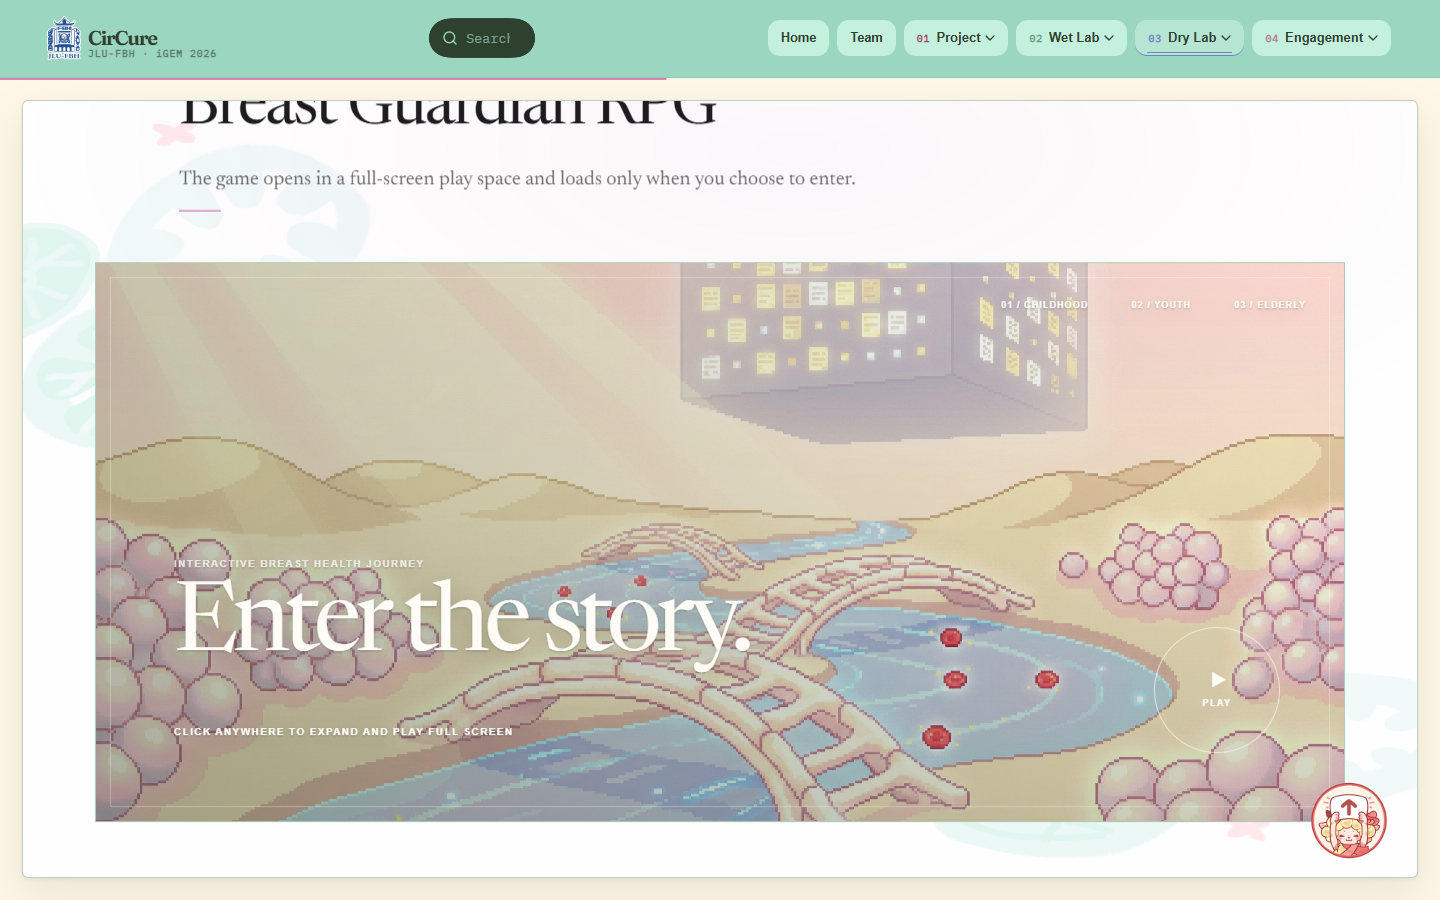 CirCure
JLU-FBH · iGEM 2026
JLU-FBH
Search
Home
Team
01 Project
02 Wet Lab
03 Dry Lab
04 Engagement
Breast Guardian RPG
The game opens in a full-screen play space and loads only when you choose to enter.
01 / CHILDHOOD
02 / YOUTH
03 / ELDERLY
INTERACTIVE BREAST HEALTH JOURNEY
Enter the story.
CLICK ANYWHERE TO EXPAND AND PLAY FULL SCREEN
PLAY